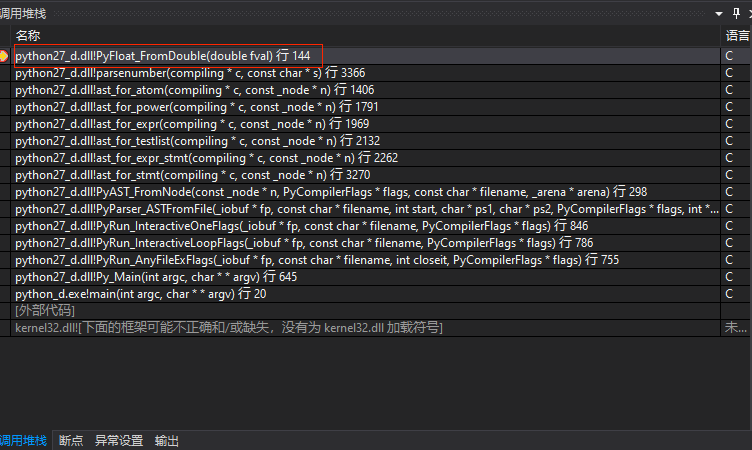 调用堆栈
名称 语言
python27_d.dll!PyFloat_FromDouble(double fval) 行 144 C
python27_d.dll!parsenumber(compiling * c, const char * s) 行 3366 C
python27_d.dll!ast_for_atom(compiling * c, const _node * n) 行 1406 C
python27_d.dll!ast_for_power(compiling * c, const _node * n) 行 1791 C
python27_d.dll!ast_for_expr(compiling * c, const _node * n) 行 1969 C
python27_d.dll!ast_for_testlist(compiling * c, const _node * n) 行 2132 C
python27_d.dll!ast_for_expr_stmt(compiling * c, const _node * n) 行 2262 C
python27_d.dll!ast_for_stmt(compiling * c, const _node * n) 行 3270 C
python27_d.dll!PyAST_FromNode(const _node * n, PyCompilerFlags * flags, const char * filename, _arena * arena) 行 298 C
python27_d.dll!PyParser_ASTFromFile(_iobuf * fp, const char * filename, int start, char * ps1, char * ps2, PyCompilerFlags * flags, int *... C
python27_d.dll!PyRun_InteractiveOneFlags(_iobuf * fp, const char * filename, PyCompilerFlags * flags) 行 846 C
python27_d.dll!PyRun_InteractiveLoopFlags(_iobuf * fp, const char * filename, PyCompilerFlags * flags) 行 786 C
python27_d.dll!PyRun_AnyFileExFlags(_iobuf * fp, const char * filename, int closeit, PyCompilerFlags * flags) 行 755 C
python27_d.dll!Py_Main(int argc, char * * argv) 行 645 C
python_d.exe!main(int argc, char * * argv) 行 20 C
[外部代码]
kernel32.dll![下面的框架可能不正确和/或缺失，没有为 kernel32.dll 加载符号] 未...
调用堆栈 断点 异常设置 输出